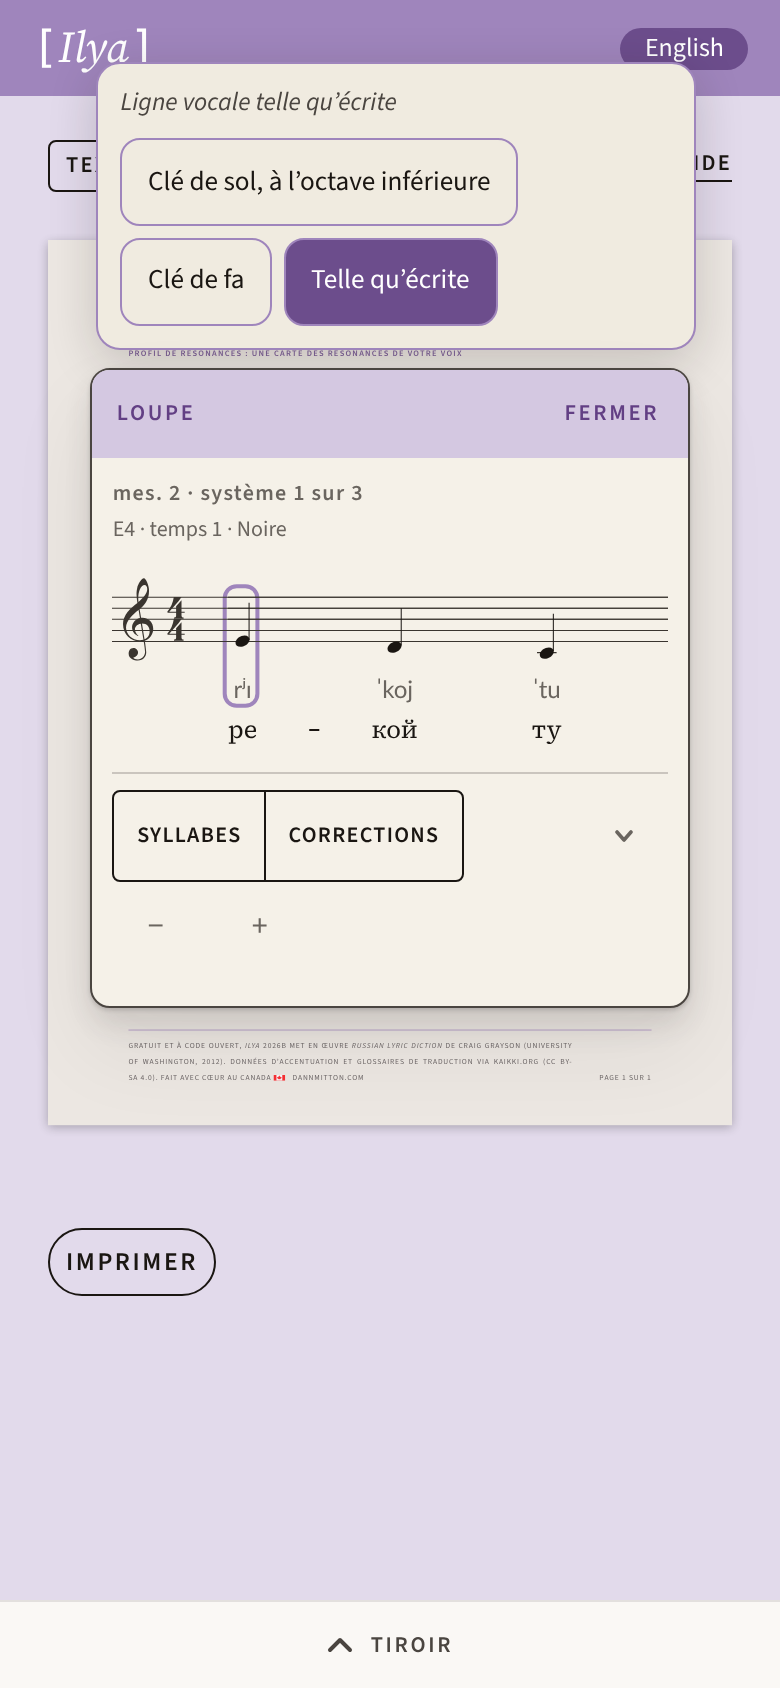 [Ilya]
English
Ligne vocale telle qu’écrite
Clé de sol, à l’octave inférieure
Clé de fa
Telle qu’écrite
PROFIL DE RÉSONANCES : UNE CARTE DES RÉSONANCES DE VOTRE VOIX
LOUPE
FERMER
mes. 2 · système 1 sur 3
E4 · temps 1 · Noire
4
4
rʲɪ ˈkoj ˈtu
ре - кой ту
SYLLABES
CORRECTIONS
− +
GRATUIT ET À CODE OUVERT, ILYA 2026B MET EN ŒUVRE RUSSIAN LYRIC DICTION DE CRAIG GRAYSON (UNIVERSITY
OF WASHINGTON, 2012). DONNÉES D’ACCENTUATION ET GLOSSAIRES DE TRADUCTION VIA KAIKKI.ORG (CC BY-
SA 4.0). FAIT AVEC CŒUR AU CANADA 🇨🇦 DANNMITTON.COM
PAGE 1 SUR 1
IMPRIMER
TIROIR